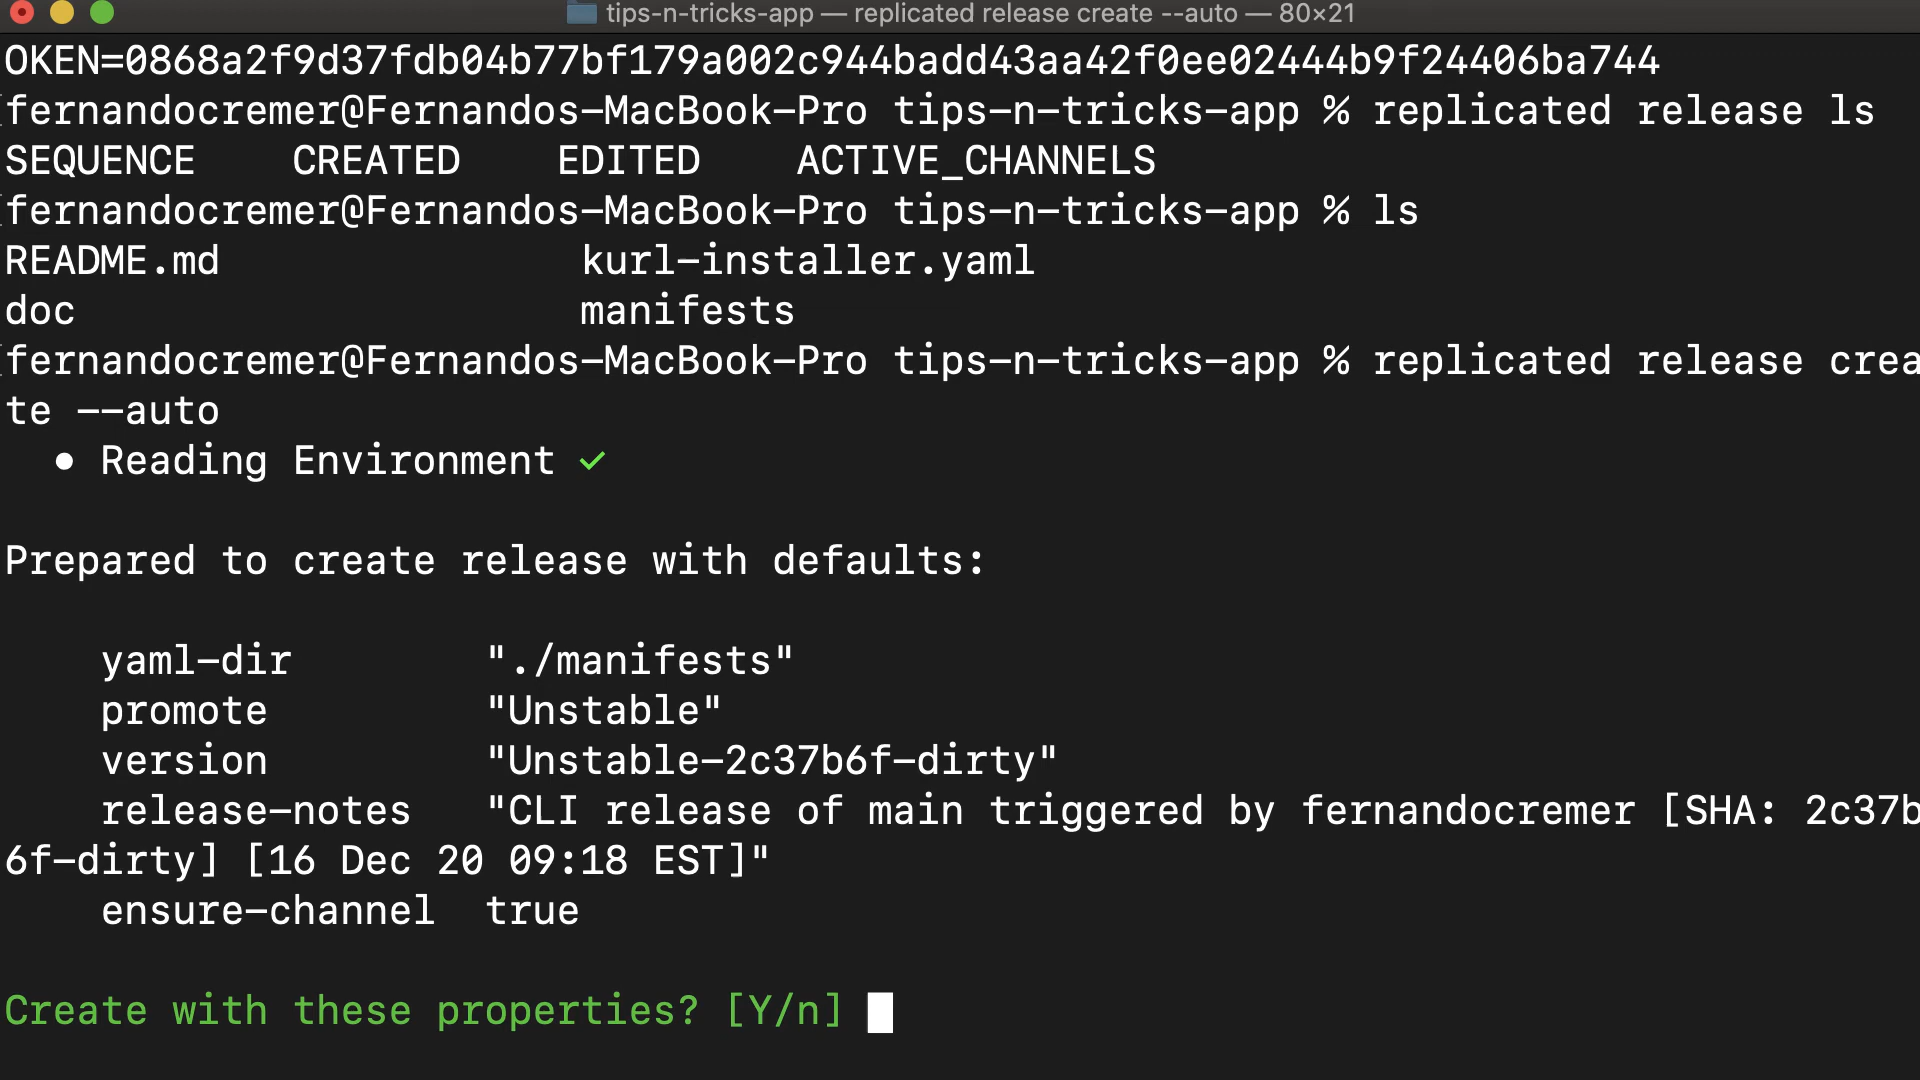 tips-n-tricks-app — replicated release create --auto — 80×21
OKEN=0868a2f9d37fdb04b77bf179a002c944badd43aa42f0ee02444b9f24406ba744
fernandocremer@Fernandos-MacBook-Pro tips-n-tricks-app % replicated release ls
SEQUENCE    CREATED    EDITED    ACTIVE_CHANNELS
fernandocremer@Fernandos-MacBook-Pro tips-n-tricks-app % ls
README.md               kurl-installer.yaml
doc                     manifests
fernandocremer@Fernandos-MacBook-Pro tips-n-tricks-app % replicated release crea
te --auto
  • Reading Environment ✓
Prepared to create release with defaults:
    yaml-dir        "./manifests"
    promote         "Unstable"
    version         "Unstable-2c37b6f-dirty"
    release-notes   "CLI release of main triggered by fernandocremer [SHA: 2c37b
6f-dirty] [16 Dec 20 09:18 EST]"
    ensure-channel  true
Create with these properties? [Y/n]